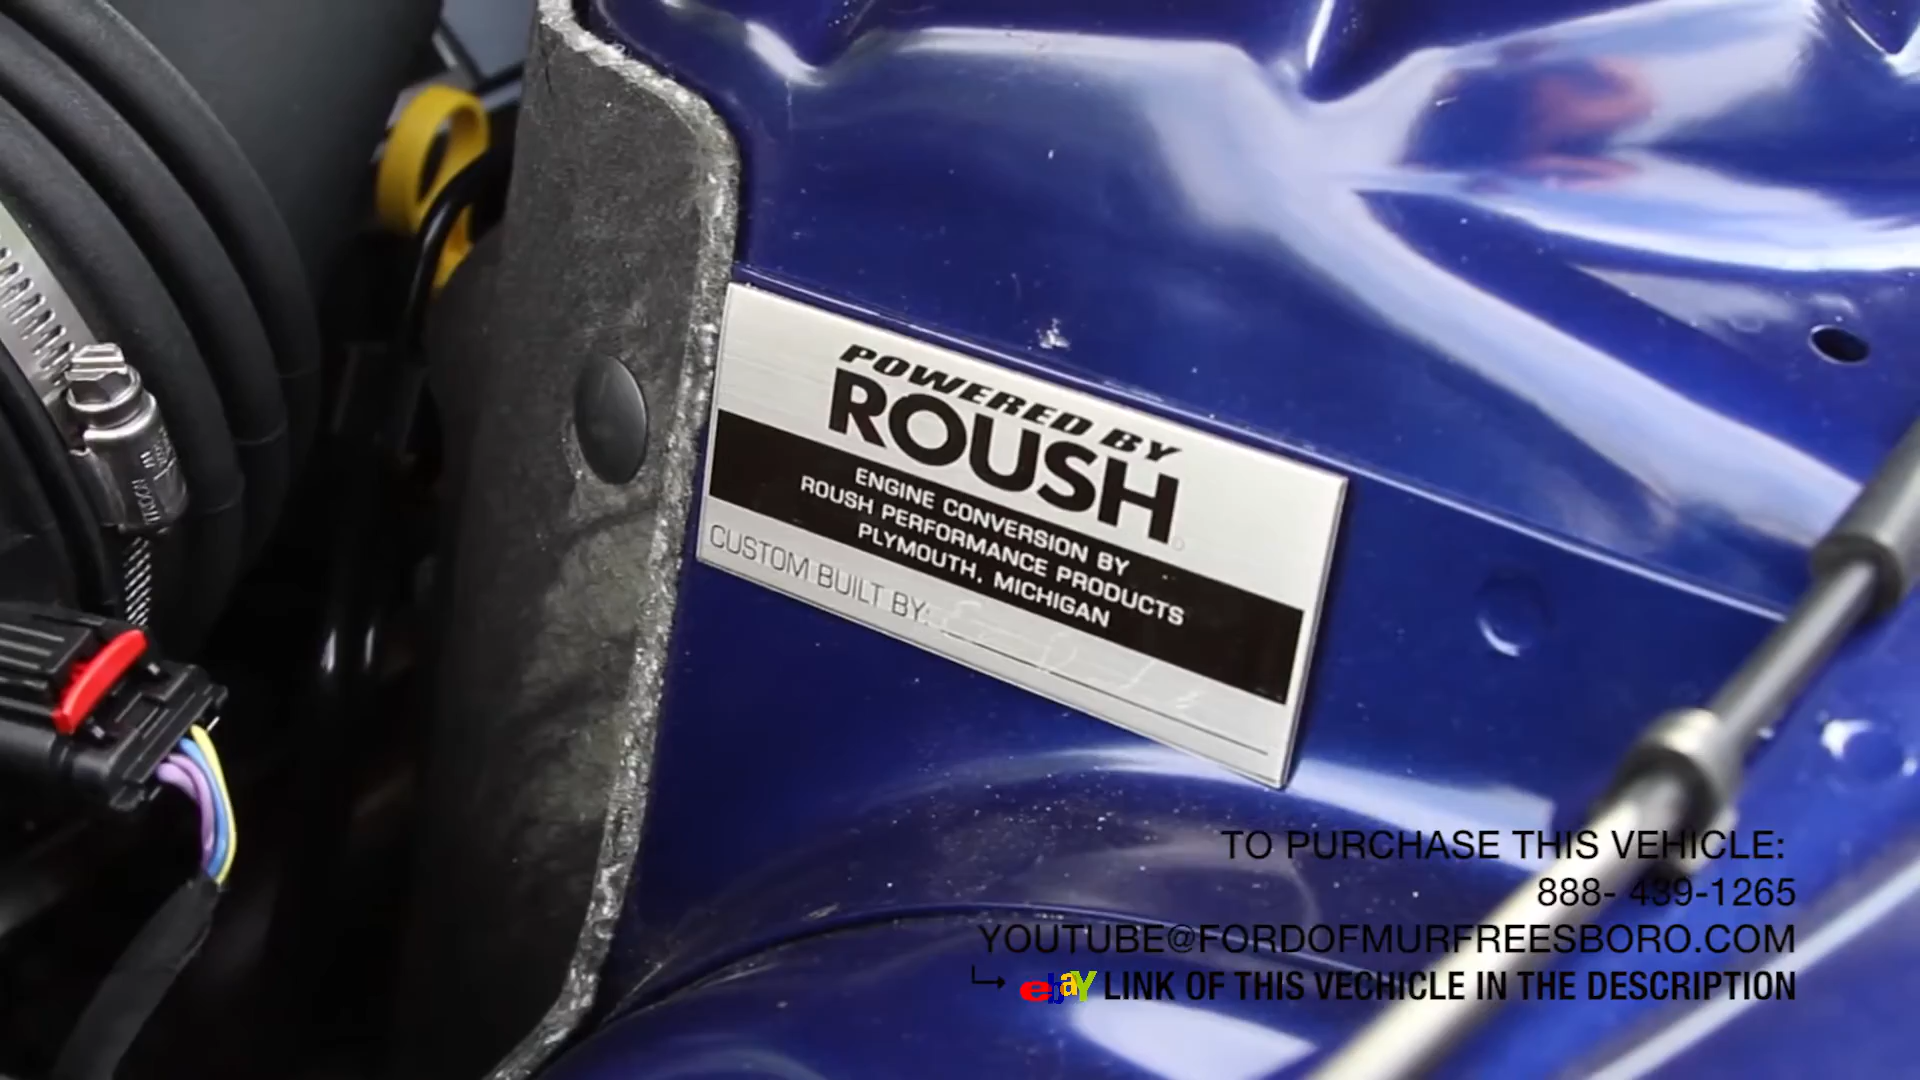 POWERED BY
ROUSH
ENGINE CONVERSION BY
ROUSH PERFORMANCE PRODUCTS
PLYMOUTH, MICHIGAN
CUSTOM BUILT BY:
TO PURCHASE THIS VEHICLE:
888- 439-1265
YOUTUBE@FORDOFMURFREESBORO.COM
ebaY LINK OF THIS VECHICLE IN THE DESCRIPTION